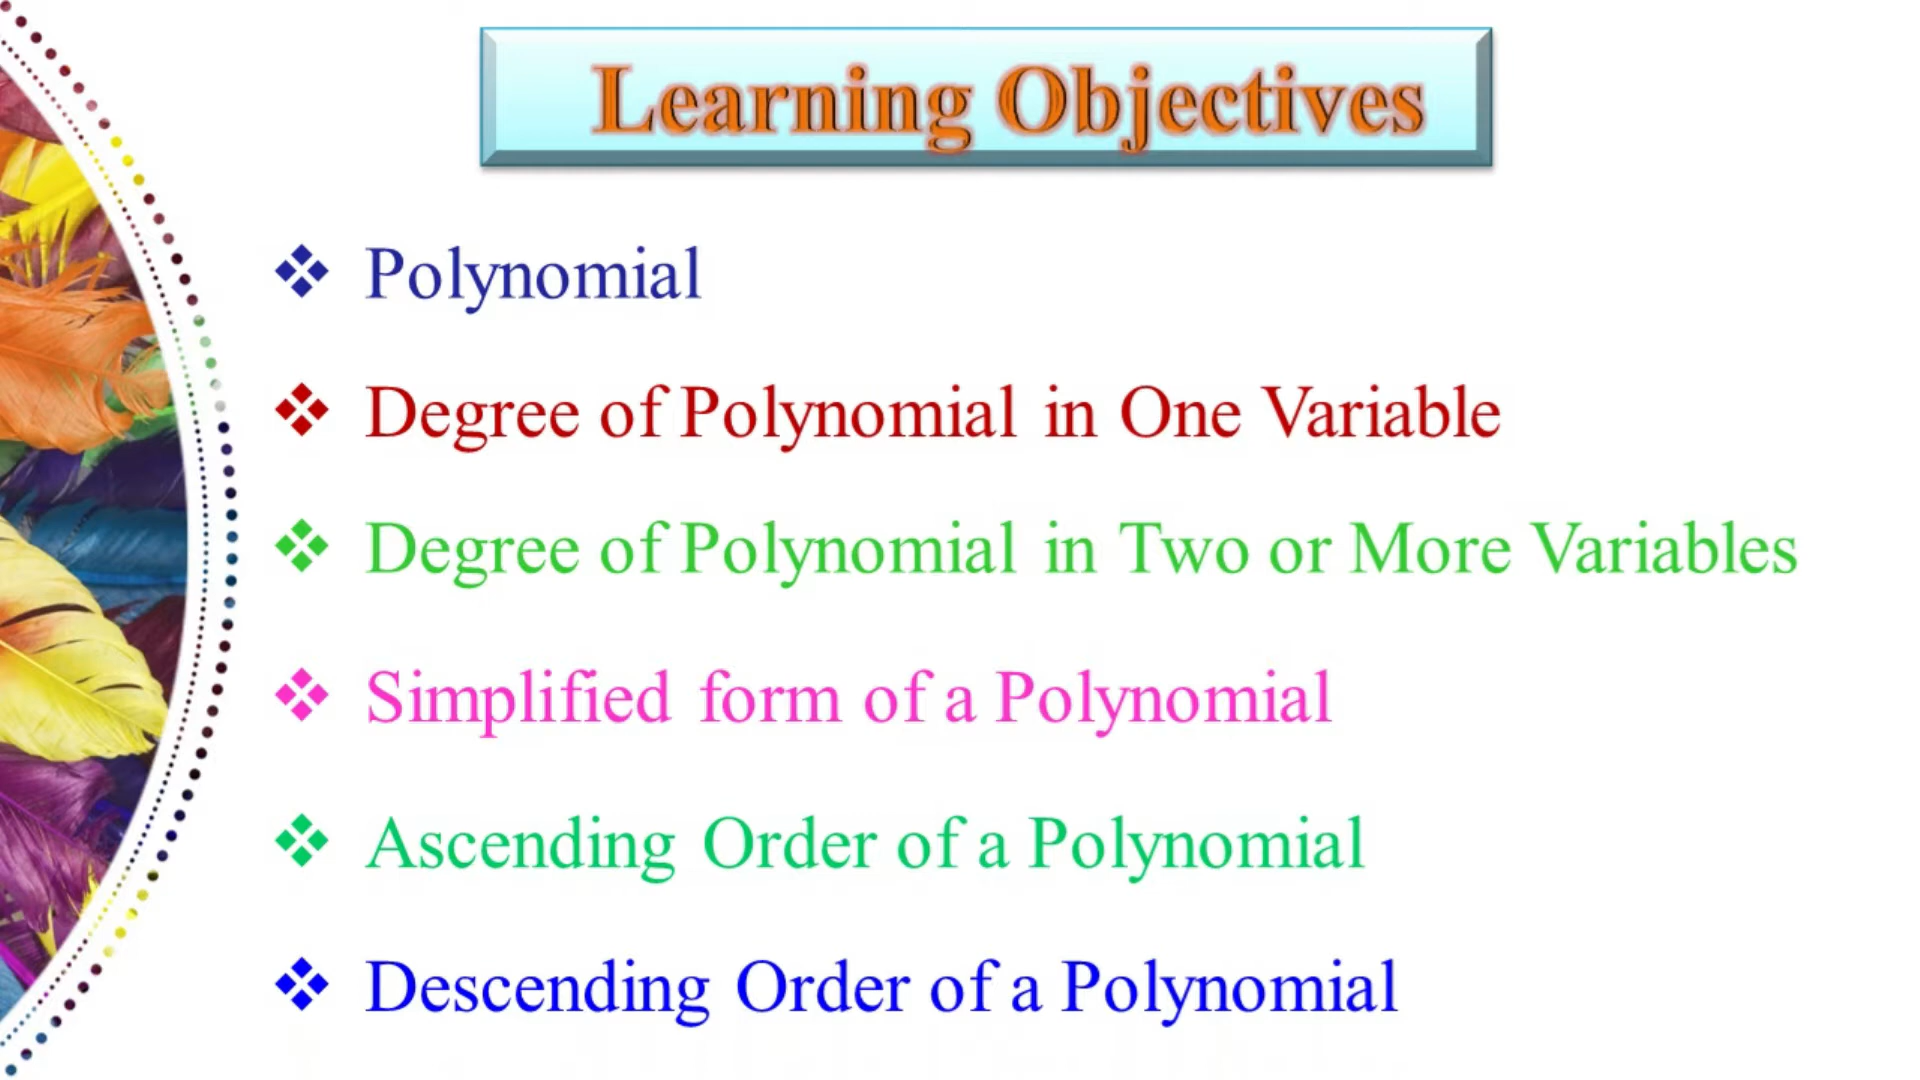 Learning Objectives
❖ Polynomial
❖ Degree of Polynomial in One Variable
❖ Degree of Polynomial in Two or More Variables
❖ Simplified form of a Polynomial
❖ Ascending Order of a Polynomial
❖ Descending Order of a Polynomial